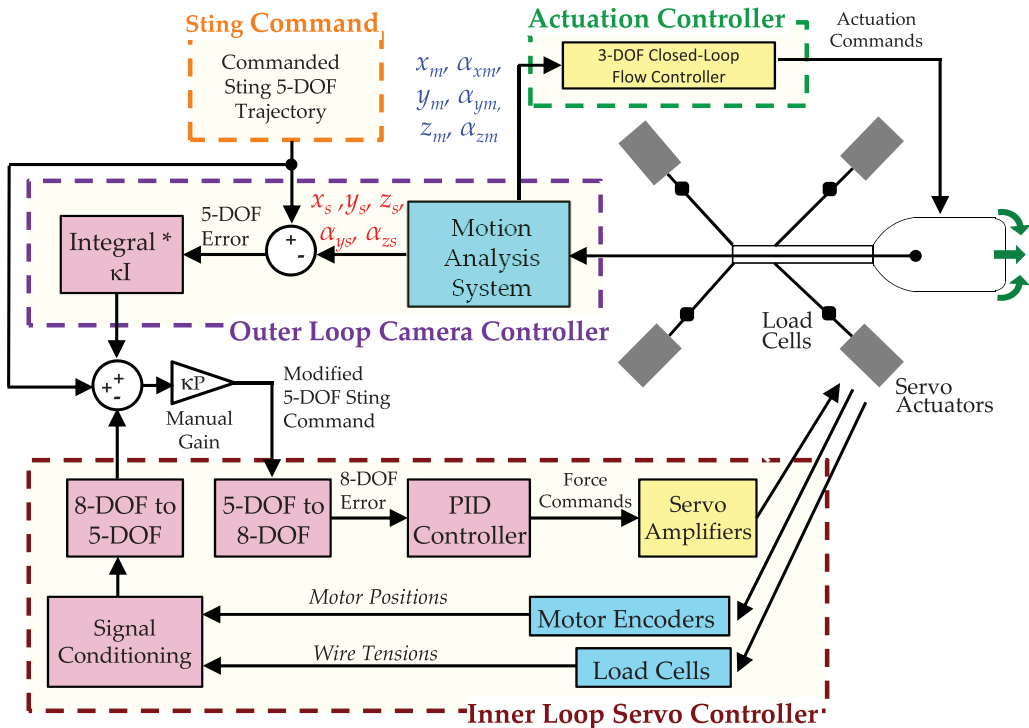 Sting Command
Commanded
Sting 5-DOF
Trajectory
Actuation Controller
3-DOF Closed-Loop
Flow Controller
Actuation
Commands
xₘ, αₓₘ,
yₘ, αyₘ,
zₘ, αzₘ
5-DOF
Error
xₛ ,yₛ, zₛ,
αyₛ, αzₛ
Integral *
κI
+
-
Motion
Analysis
System
Outer Loop Camera Controller
Load
Cells
Servo
Actuators
+
+
-
κP
Manual
Gain
Modified
5-DOF Sting
Command
8-DOF to
5-DOF
5-DOF to
8-DOF
8-DOF
Error
PID
Controller
Force
Commands
Servo
Amplifiers
Signal
Conditioning
Motor Positions
Motor Encoders
Wire Tensions
Load Cells
Inner Loop Servo Controller